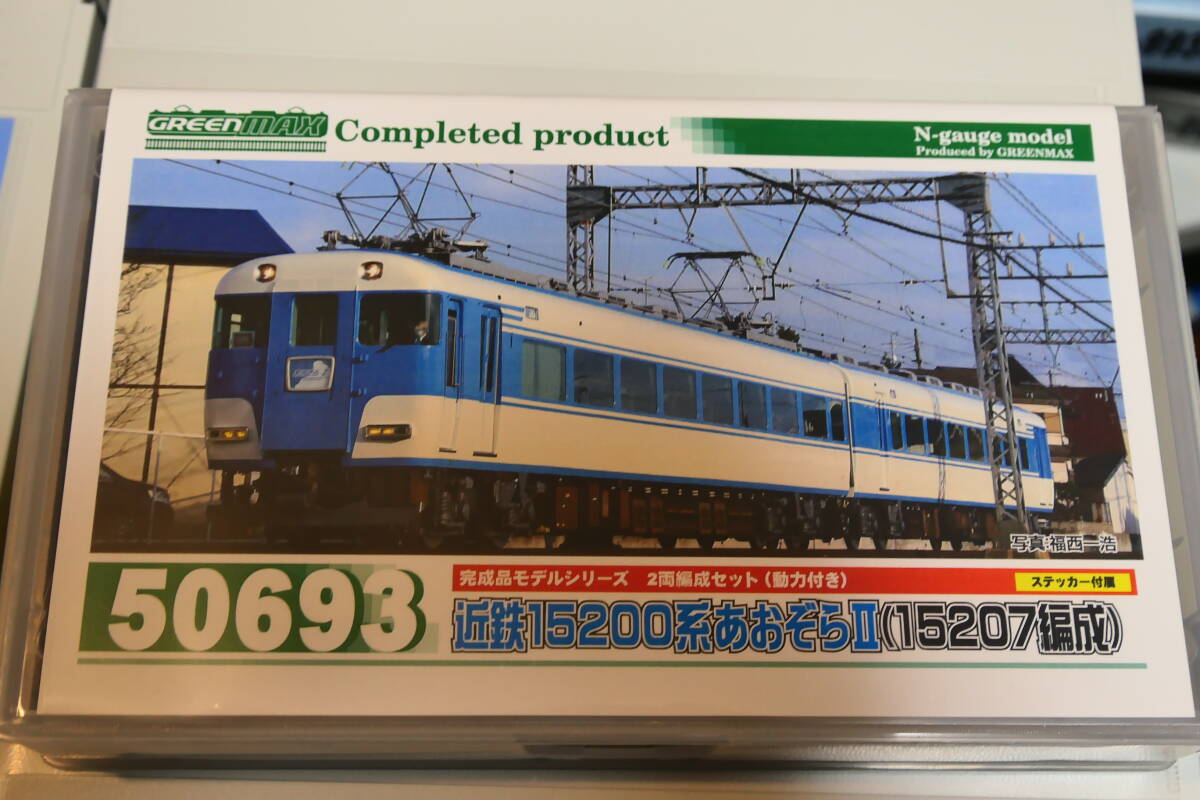 GREENMAX Completed product
N-gauge model
Produced by GREENMAX
写真:福西一浩
50693
完成品モデルシリーズ 2両編成セット(動力付き) ステッカー付属
近鉄15200系あおぞらⅡ(15207編成)